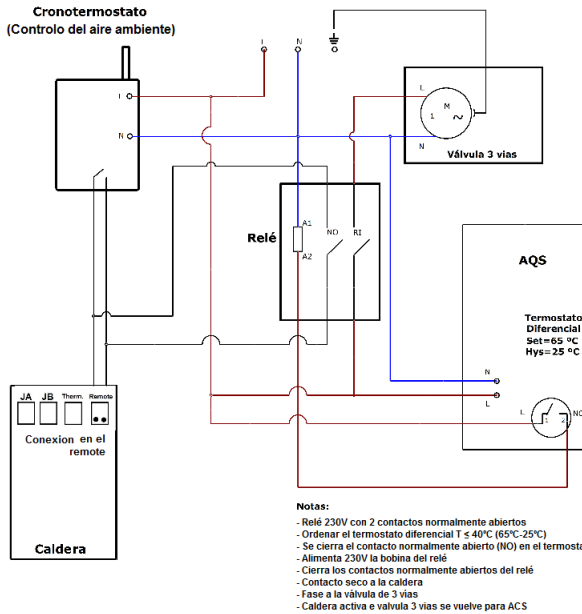 Cronotermostato
(Controlo del aire ambiente)
L N
L
N
L
M
1
N
Válvula 3 vias
Relé
A1
A2
NO RI
AQS
Termostato
Diferencial
Set=65 ºC
Hys=25 ºC
N
L
L
1 2
NO
JA JB Therm. Remote
Conexion en el
remote
Caldera
Notas:
- Relé 230V con 2 contactos normalmente abiertos
- Ordenar el termostato diferencial T ≤ 40ºC (65ºC-25ºC)
- Se cierra el contacto normalmente abierto (NO) en el termosta
- Alimenta 230V la bobina del relé
- Cierra los contactos normalmente abiertos del relé
- Contacto seco a la caldera
- Fase a la válvula de 3 vias
- Caldera activa e valvula 3 vias se vuelve para ACS